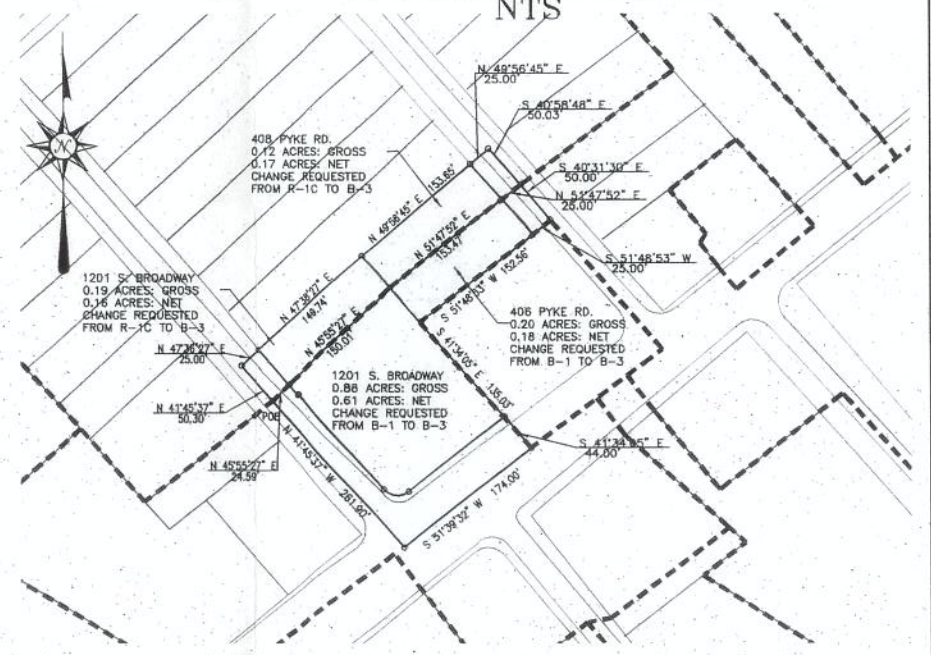 NTS
N 49°56'45" E
25.00'
S 40°58'48" E
50.03'
408 PYKE RD.
0.12 ACRES: GROSS
0.17 ACRES: NET
CHANGE REQUESTED
FROM R-1C TO B-3
S 40°31'30" E
50.00'
N 51°47'52" E
25.00'
N 49°56'45" E 153.65'
N 51°47'52" E
153.47'
S 51°48'53" W
25.00'
S 51°48'53" W 152.56'
N
1201 S. BROADWAY
0.19 ACRES: GROSS
0.16 ACRES: NET
CHANGE REQUESTED
FROM R-1C TO B-3
N 47°38'27" E
149.74'
N 45°55'27" E
150.01'
406 PYKE RD.
0.20 ACRES: GROSS
0.18 ACRES: NET
CHANGE REQUESTED
FROM B-1 TO B-3
25.00'
S 41°34'05" E 135.03'
1201 S. BROADWAY
0.88 ACRES: GROSS
0.61 ACRES: NET
CHANGE REQUESTED
FROM B-1 TO B-3
N 41°45'37" E
50.30'
POB
S 41°34'05" E
44.00'
N 45°55'27" E
24.59'
N 41°45'37" W 261.90'
S 51°39'32" W 174.00'